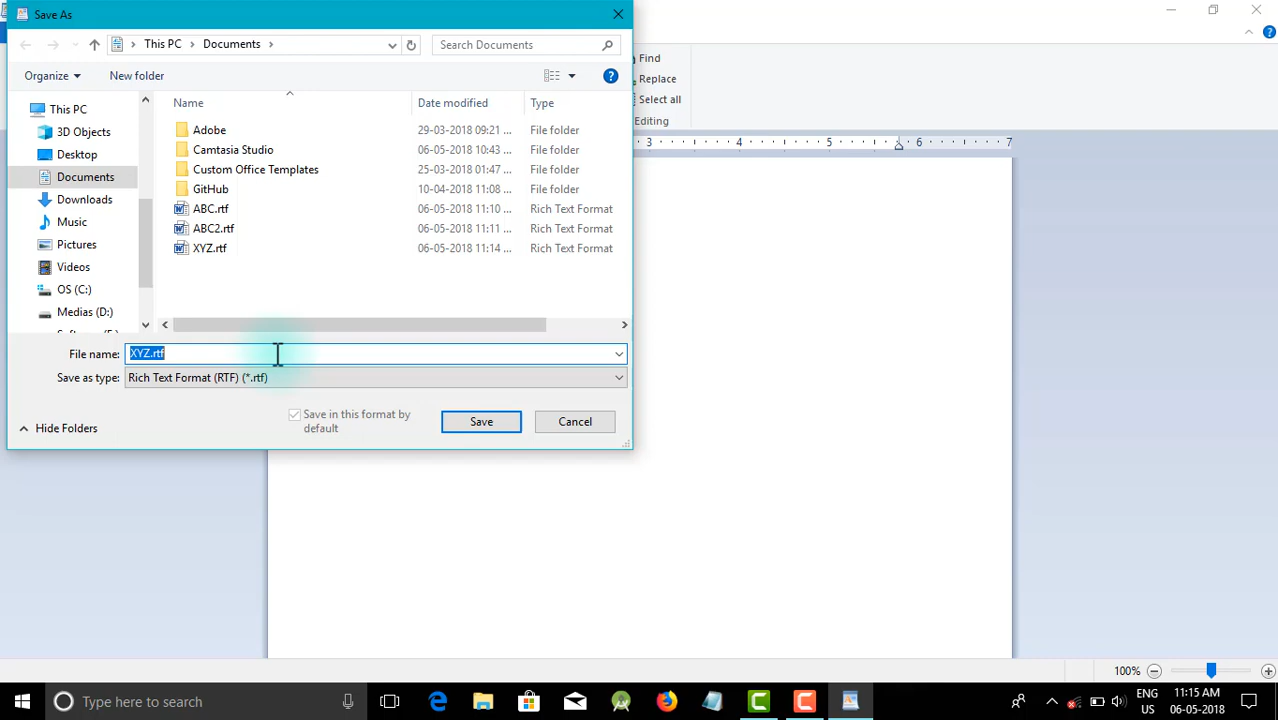 Save As
This PC
Documents
Search Documents
Organize
New folder
Find
Replace
Select all
Editing
This PC
3D Objects
Desktop
Documents
Downloads
Music
Pictures
Videos
OS (C:)
Medias (D:)
Name Date modified Type
Adobe 29-03-2018 09:21 ... File folder
Camtasia Studio 06-05-2018 10:43 ... File folder
Custom Office Templates 25-03-2018 01:47 ... File folder
GitHub 10-04-2018 11:08 ... File folder
ABC.rtf 06-05-2018 11:10 ... Rich Text Format
ABC2.rtf 06-05-2018 11:11 ... Rich Text Format
XYZ.rtf 06-05-2018 11:14 ... Rich Text Format
3 4 5 6 7
File name: XYZ.rtf
Save as type: Rich Text Format (RTF) (*.rtf)
Save in this format by
default
Save
Cancel
Hide Folders
100%
Type here to search
ENG
US
11:15 AM
06-05-2018